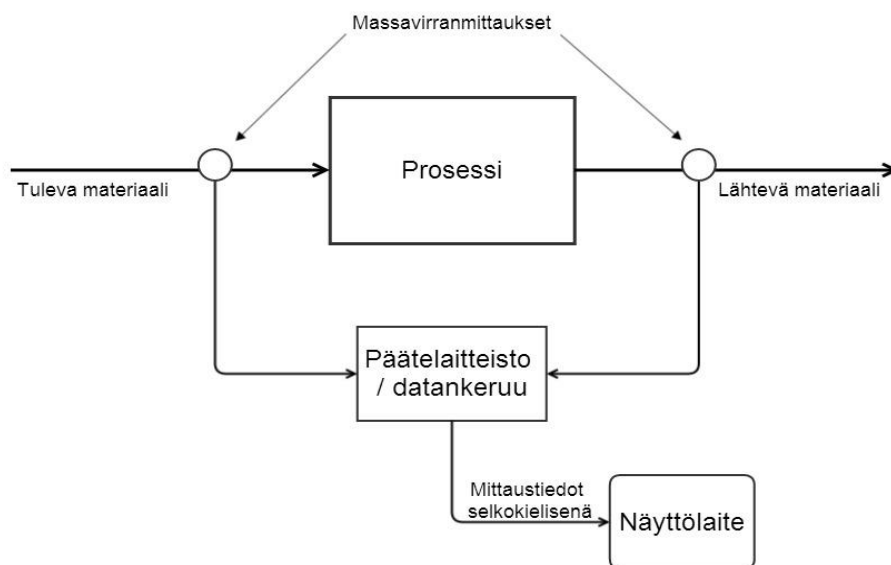 Massavirranmittaukset
Prosessi
Tuleva materiaali
Lähtevä materiaali
Päätelaitteisto
/ datankeruu
Mittaustiedot
selkokielisenä
Näyttölaite